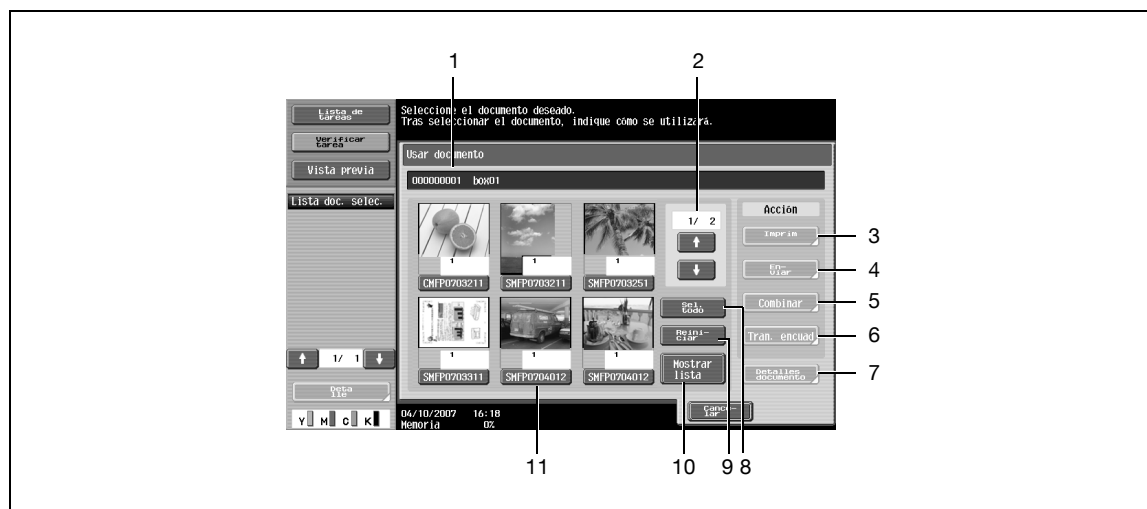 1
2
Lista de
tareas
Verificar
tarea
Vista previa
Lista doc. selec.
1/ 1
Deta
lle
Y M C K
Seleccione el documento deseado.
Tras seleccionar el documento, indique cómo se utilizará.
Usar documento
000000001 box01
1
CMFP0703211
1
SMFP0703211
1
SMFP0703251
1
SMFP0703311
1
SMFP0704012
1
SMFP0704012
1/ 2
Sel.
todo
Reini-
ciar
Mostrar
lista
Acción
Imprim
En-
viar
Combinar
Tran. encuad
Detalles
documento
Cance-
lar
04/10/2007 16:18
Memoria 0%
3
4
5
6
7
11
10
9 8